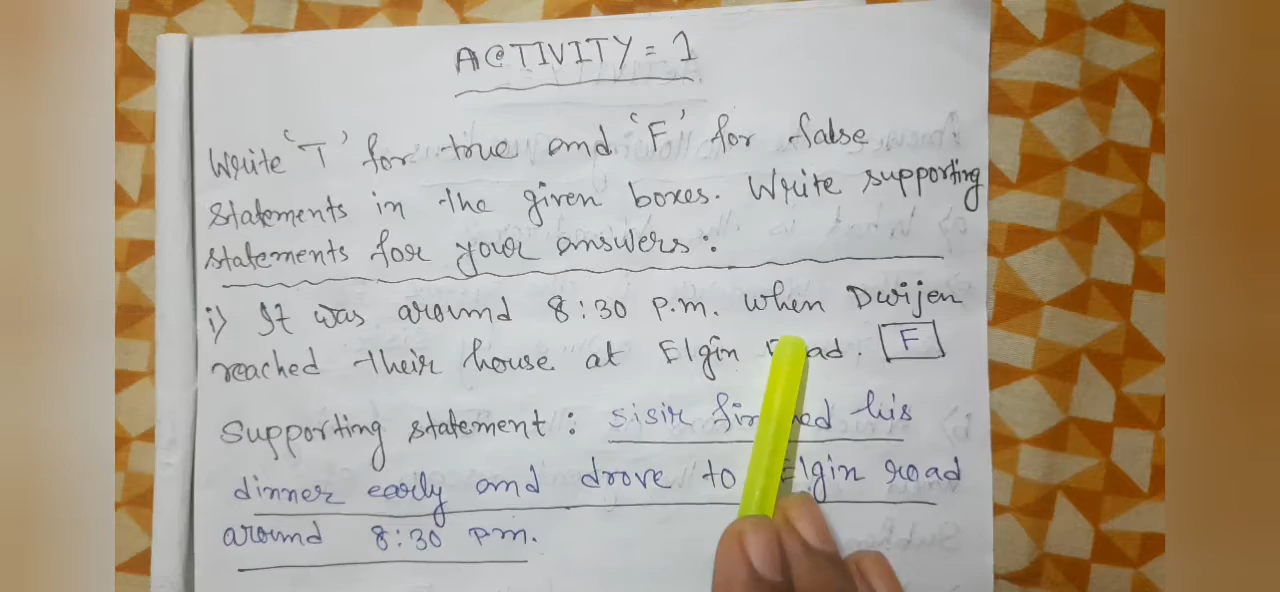 ACTIVITY = 1
Write 'T' for true and 'F' for false
statements in the given boxes. Write supporting
statements for your answers:
i) It was around 8:30 P.m. when Dwijen
reached their house at Elgin . F
Supporting statement : Sisir his
dinner early and drove to Elgin road
around 8:30 pm.